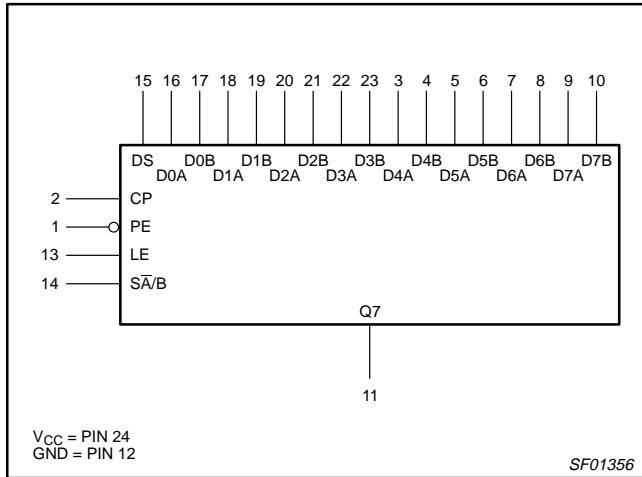 15 16 17 18 19 20 21 22 23 3 4 5 6 7 8 9 10
DS D0B D1B D2B D3B D4B D5B D6B D7B
D0A D1A D2A D3A D4A D5A D6A D7A
2 CP
1 PE
13 LE
14 SA̅/B
Q7
11
VCC = PIN 24
GND = PIN 12
SF01356